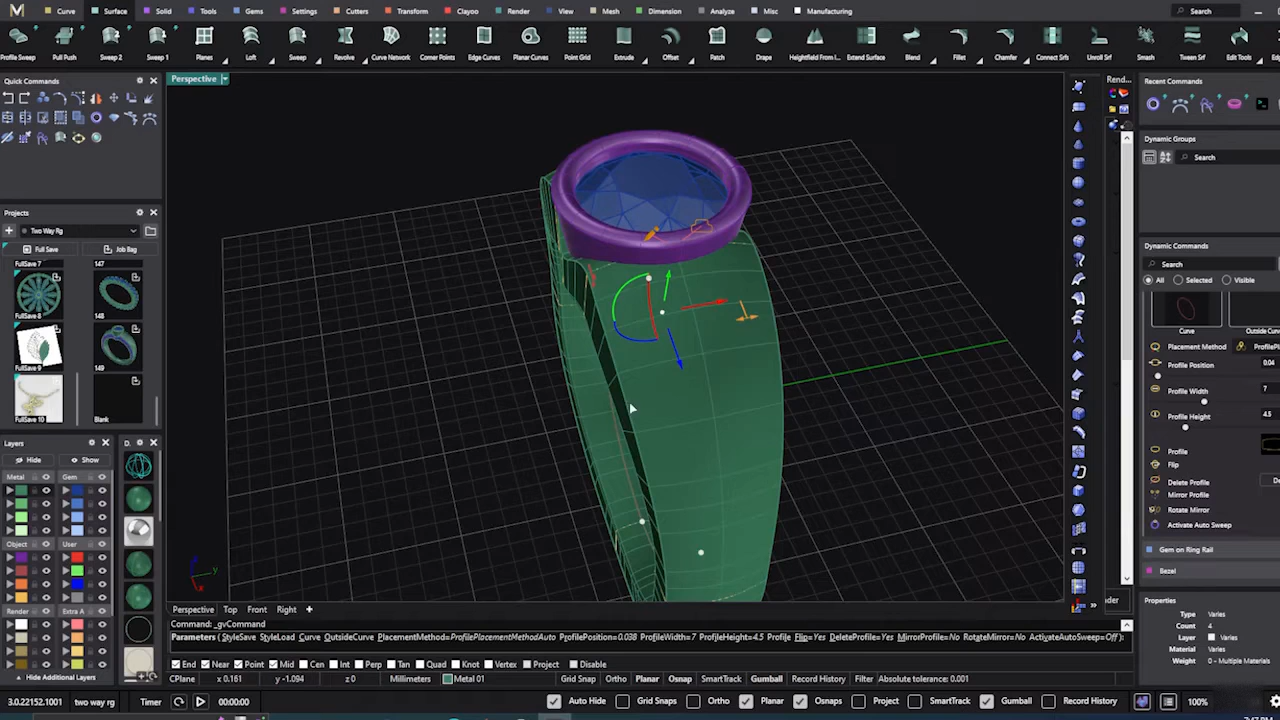 Curve Surface Solid Tools Gems Settings Cutters Transform Clayoo Render View Mesh Dimension Analyze Misc Manufacturing Search
Profile Sweep Pull Push Sweep 2 Sweep 1 Planes Loft Sweep Revolve Curve Network Corner Points Edge Curves Planar Curves Point Grid Extrude Offset Patch Drape Heightfield From I... Extend Surface Blend Fillet Chamfer Connect Srfs Unroll Srf Smash Tween Srf Edit Tools
Quick Commands
Perspective
Rend...
Recent Commands
Dynamic Groups
Search
Projects
Two Way Rg
Full Save Job Bag
FullSave 7 147
FullSave 8 148
FullSave 9 149
FullSave 10 Blank
Dynamic Commands
Search
All Selected Visible
Curve Outside Curve
Placement Method ProfilePl
Profile Position 0.04
Profile Width 7
Profile Height 4.5
Profile
Flip
Delete Profile De
Mirror Profile
Rotate Mirror
Activate Auto Sweep
Gem on Ring Rail
Bezel
Layers D.
Hide Show
Metal Gem
Object User
Render Extra A
Hide Additional Layers
z y x
Properties
Type Varies
Count 4
Layer Varies
Material Varies
Weight 0 - Multiple Materials
Perspective Top Front Right
der
Command: _gvCommand
Parameters ( StyleSave StyleLoad Curve OutsideCurve PlacementMethod=ProfilePlacementMethodAuto ProfilePosition=0.038 ProfileWidth=7 ProfileHeight=4.5 Profile Flip=Yes DeleteProfile=Yes MirrorProfile=No RotateMirror=No ActivateAutoSweep=Off ):
End Near Point Mid Cen Int Perp Tan Quad Knot Vertex Project Disable
CPlane x 0.161 y -1.094 z 0 Millimeters Metal 01 Grid Snap Ortho Planar Osnap SmartTrack Gumball Record History Filter Absolute tolerance: 0.001
3.0.22152.1001 two way rg Timer 00:00:00 Auto Hide Grid Snaps Ortho Planar Osnaps Project SmartTrack Gumball Record History 100%